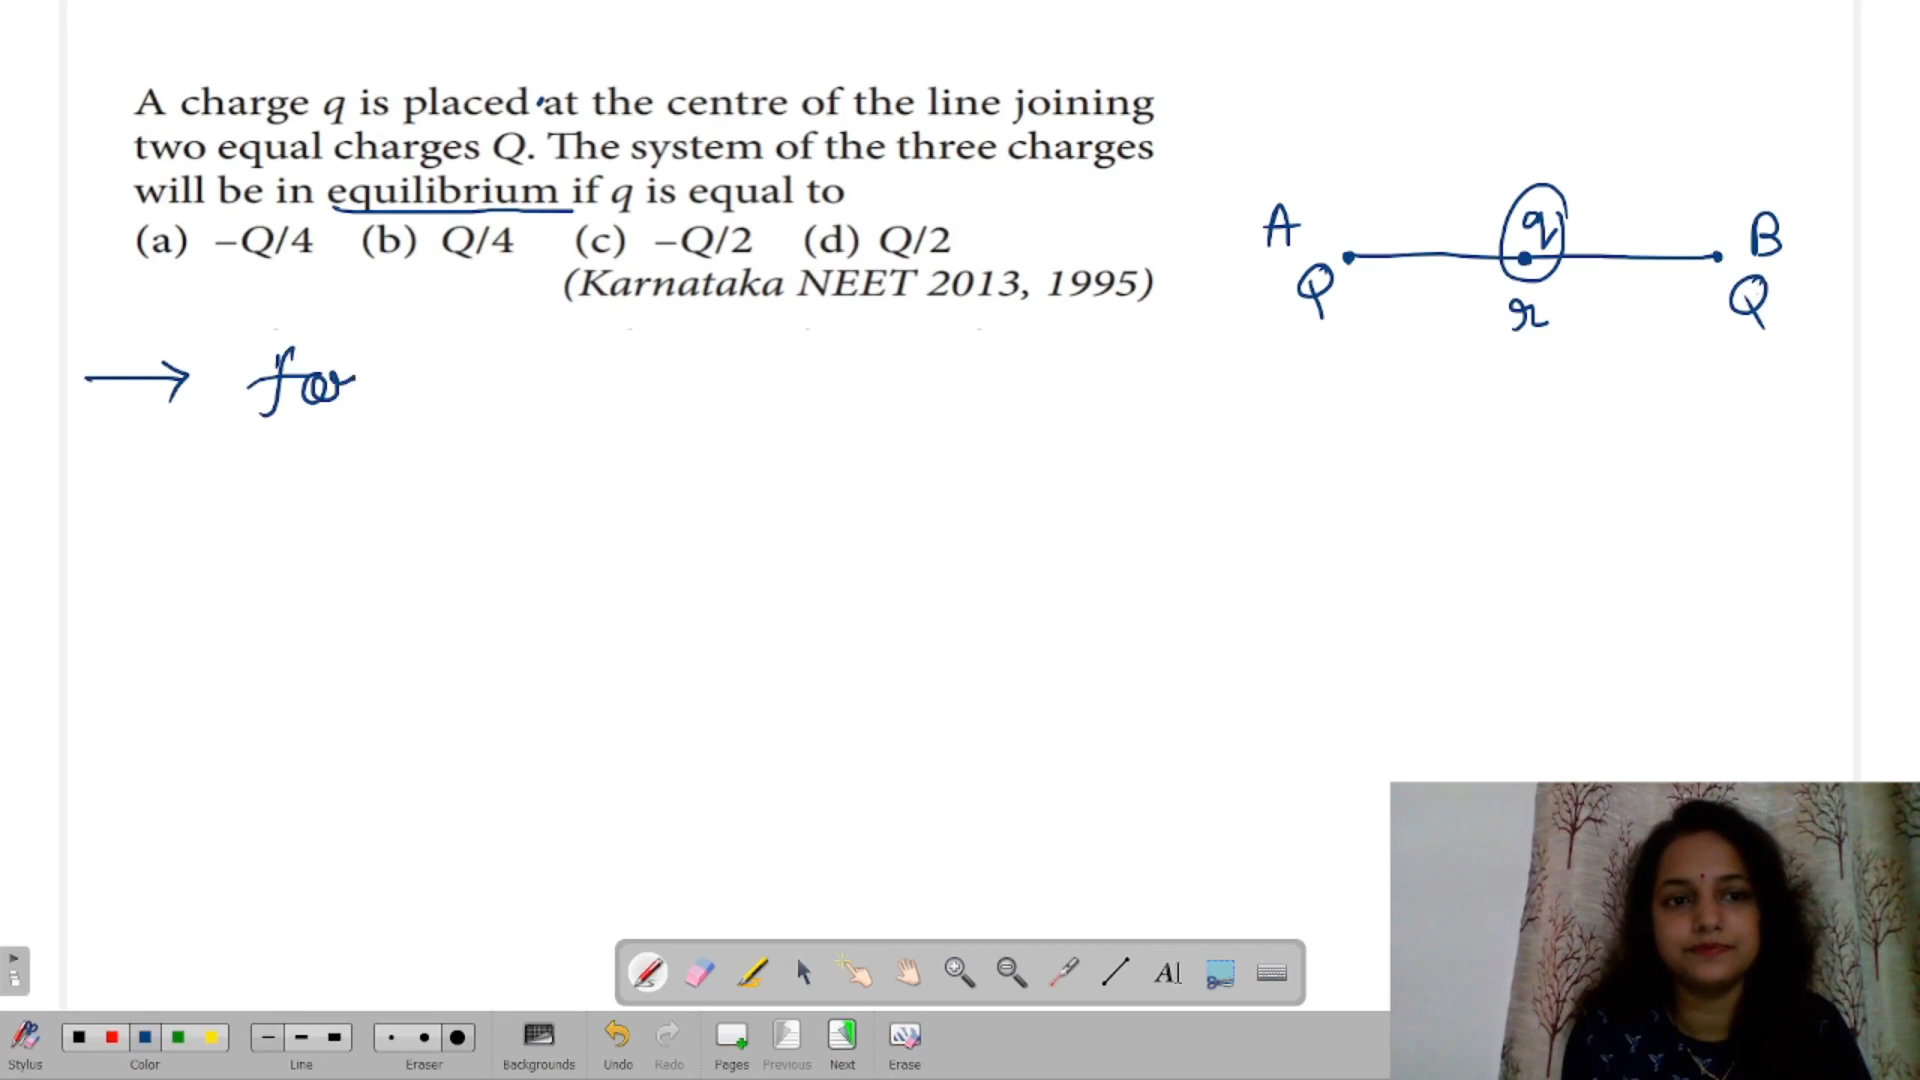 A charge q is placed at the centre of the line joining
two equal charges Q. The system of the three charges
will be in equilibrium if q is equal to
(a) –Q/4 (b) Q/4 (c) –Q/2 (d) Q/2
(Karnataka NEET 2013, 1995)
A q B
Q r Q
→ for
AI
Stylus Color Line Eraser Backgrounds Undo Redo Pages Previous Next Erase